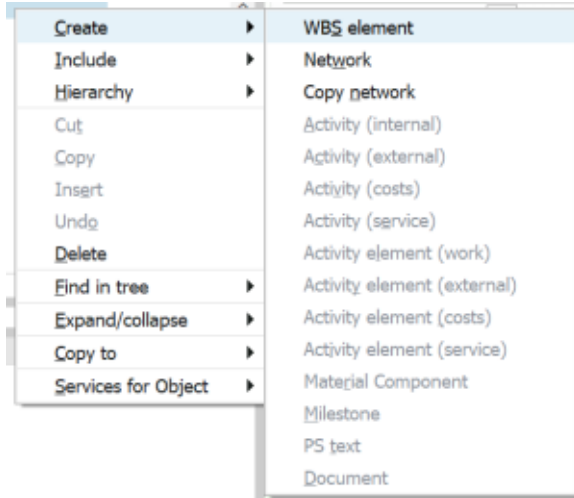 Create
Include
Hierarchy
Cut
Copy
Insert
Undo
Delete
Find in tree
Expand/collapse
Copy to
Services for Object
WBS element
Network
Copy network
Activity (internal)
Activity (external)
Activity (costs)
Activity (service)
Activity element (work)
Activity element (external)
Activity element (costs)
Activity element (service)
Material Component
Milestone
PS text
Document